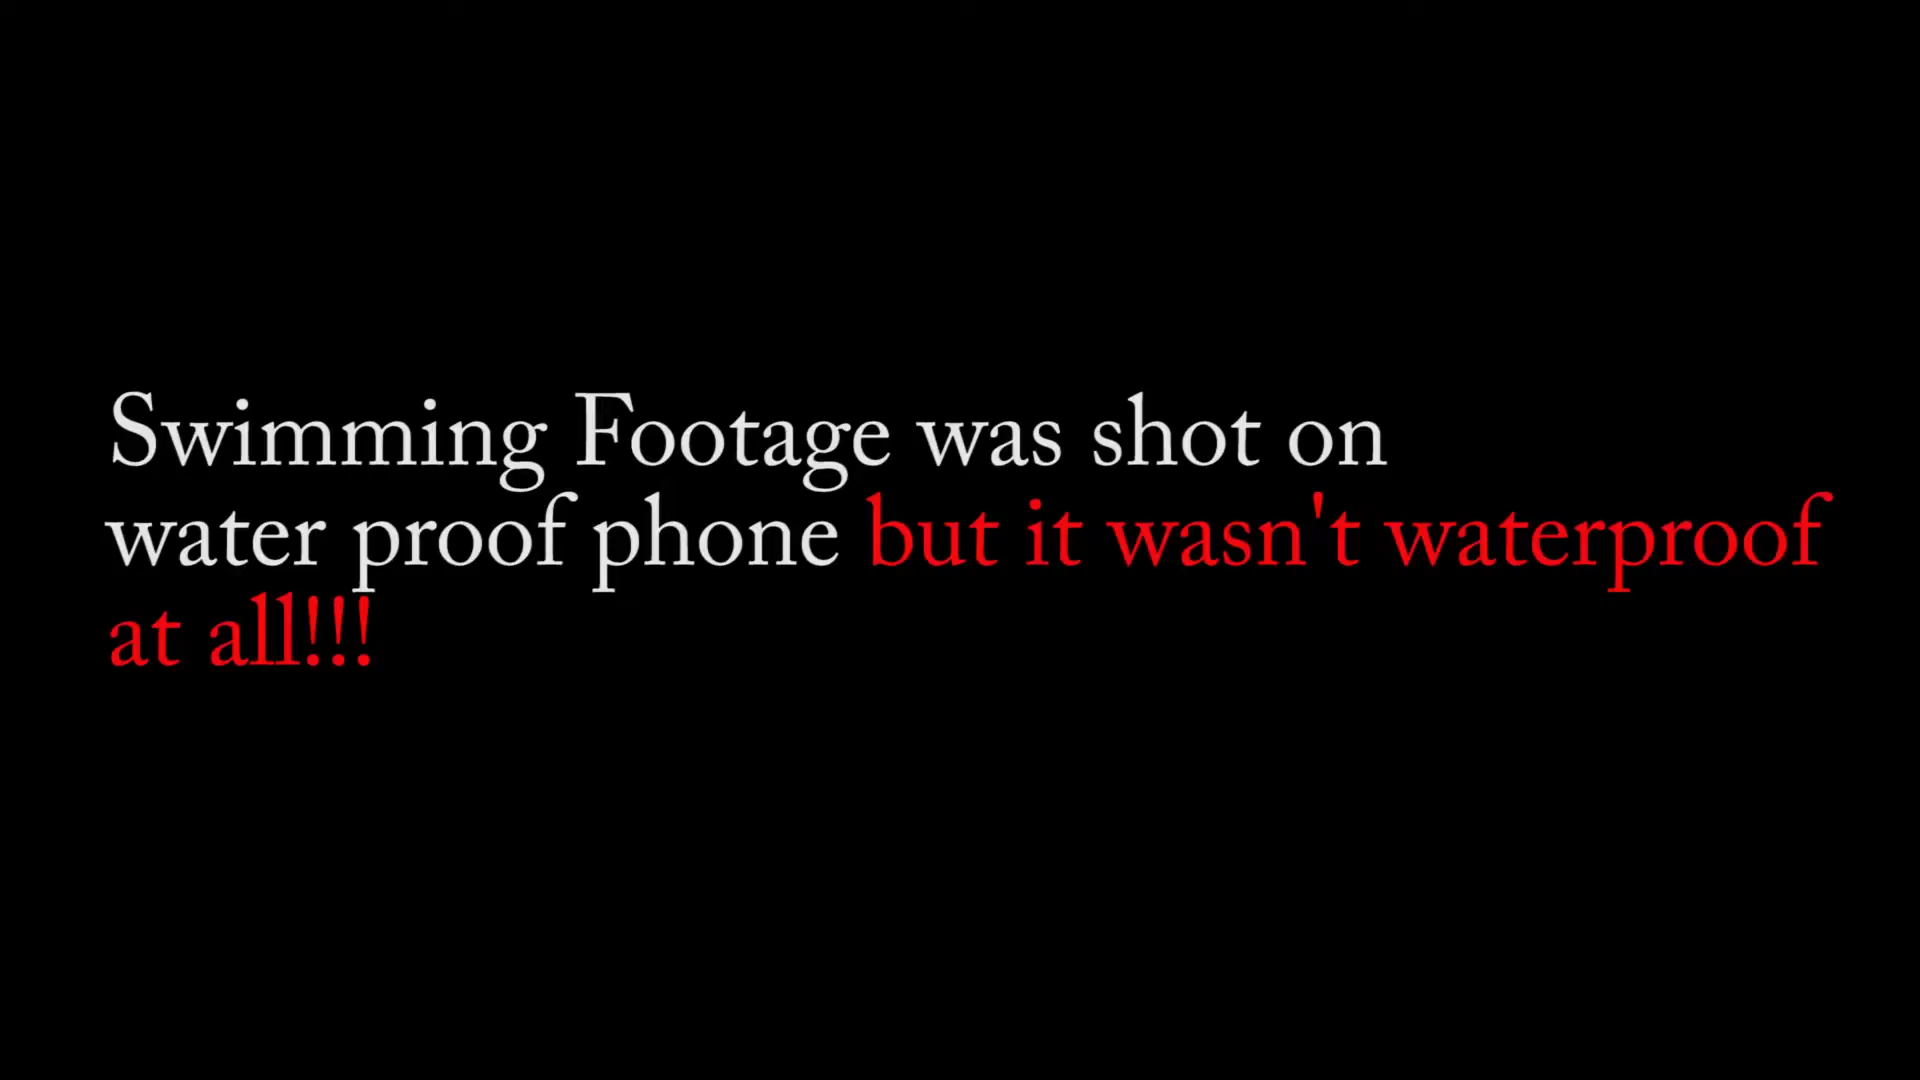 Swimming Footage was shot on
water proof phone but it wasn't waterproof
at all!!!